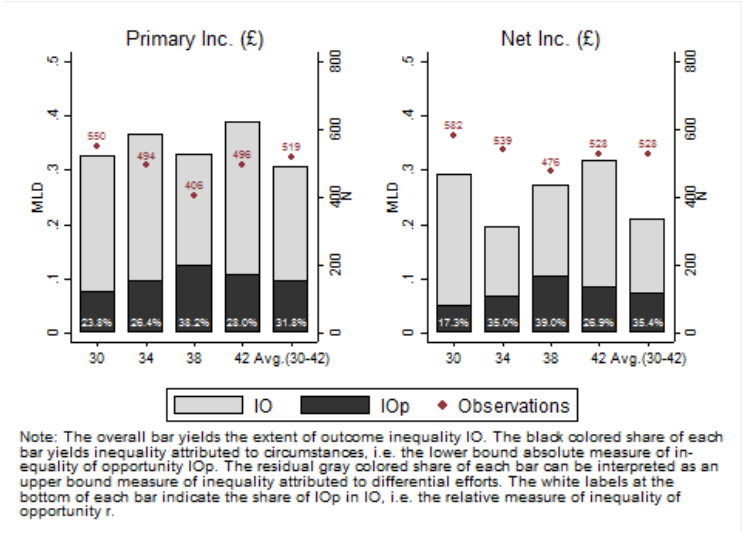 Primary Inc. (£)
Net Inc. (£)
.5
.4
.3
.2
.1
0
MLD
550
494
406
496
519
23.8%
26.4%
38.2%
28.0%
31.8%
30
34
38
42
Avg.(30-42)
800
600
400
200
0
N
.5
.4
.3
.2
.1
0
MLD
582
539
476
528
528
17.3%
35.0%
39.0%
26.9%
35.4%
30
34
38
42
Avg.(30-42)
800
600
400
200
0
N
IO
IOp
Observations
Note: The overall bar yields the extent of outcome inequality IO. The black colored share of each
bar yields inequality attributed to circumstances, i.e. the lower bound absolute measure of in-
equality of opportunity IOp. The residual gray colored share of each bar can be interpreted as an
upper bound measure of inequality attributed to differential efforts. The white labels at the
bottom of each bar indicate the share of IOp in IO, i.e. the relative measure of inequality of
opportunity r.